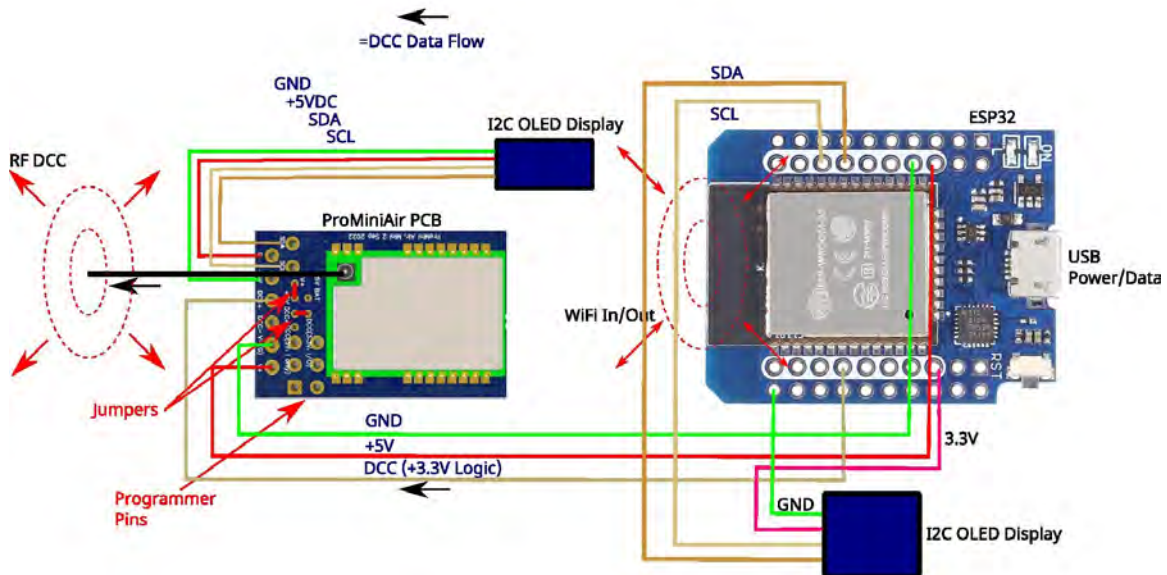 =DCC Data Flow
GND
+5VDC
SDA
SCL
I2C OLED Display
RF DCC
ProMiniAir PCB
SDA
SCL
ESP32
ON
USB
Power/Data
WiFi In/Out
RST
Jumpers
GND
+5V
DCC (+3.3V Logic)
3.3V
Programmer
Pins
GND
I2C OLED Display